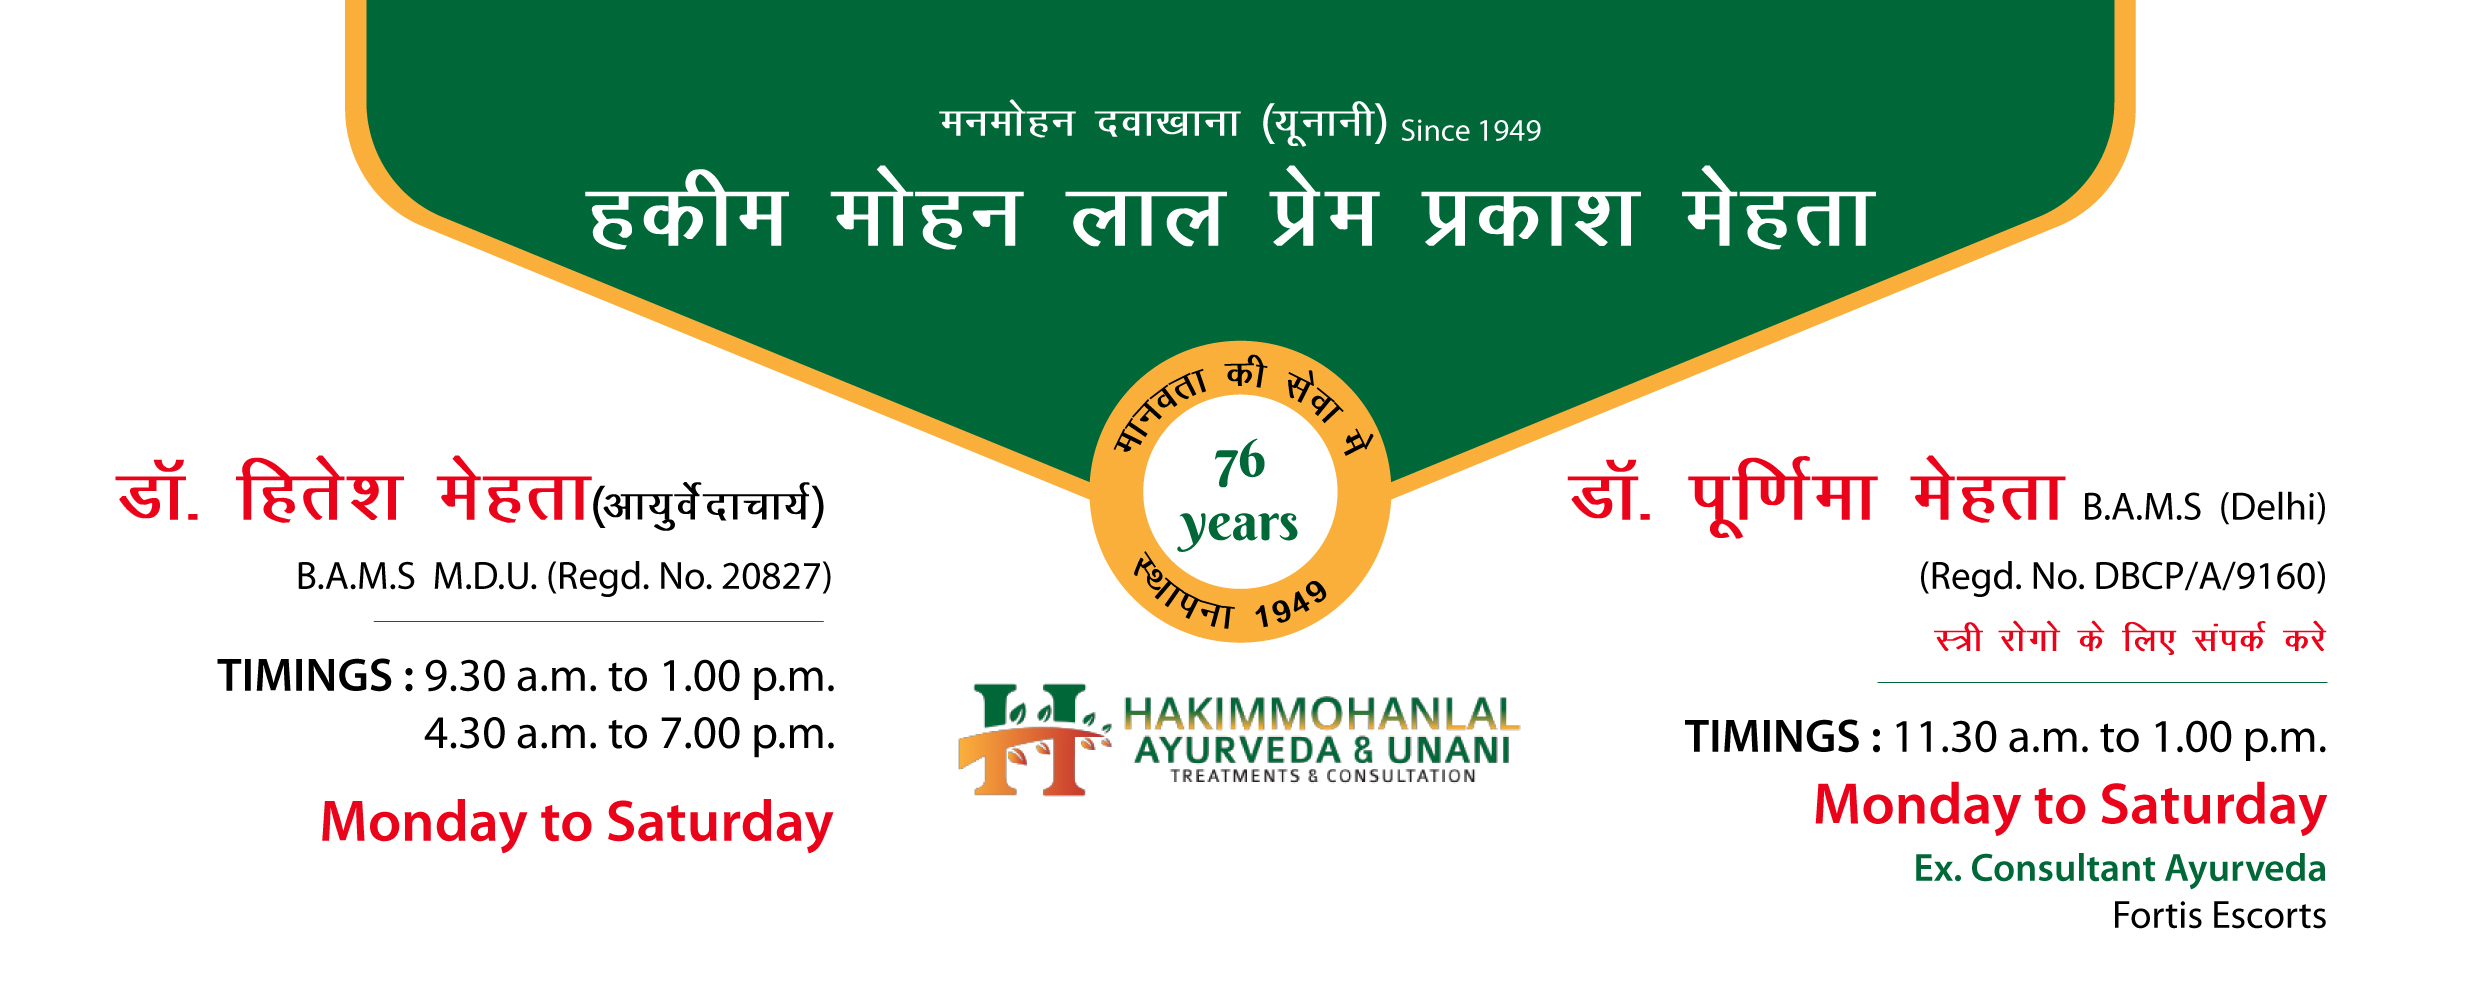 मनमोहन दवाखाना (यूनानी) Since 1949
हकीम मोहन लाल प्रेम प्रकाश मेहता
मानवता की सेवा मे
76
years
स्थापना 1949
डॉ. हितेश मेहता(आयुर्वेदाचार्य)
B.A.M.S M.D.U. (Regd. No. 20827)
TIMINGS : 9.30 a.m. to 1.00 p.m.
4.30 a.m. to 7.00 p.m.
Monday to Saturday
HAKIMMOHANLAL
AYURVEDA & UNANI
TREATMENTS & CONSULTATION
डॉ. पूर्णिमा मेहता B.A.M.S (Delhi)
(Regd. No. DBCP/A/9160)
स्त्री रोगो के लिए संपर्क करे
TIMINGS : 11.30 a.m. to 1.00 p.m.
Monday to Saturday
Ex. Consultant Ayurveda
Fortis Escorts